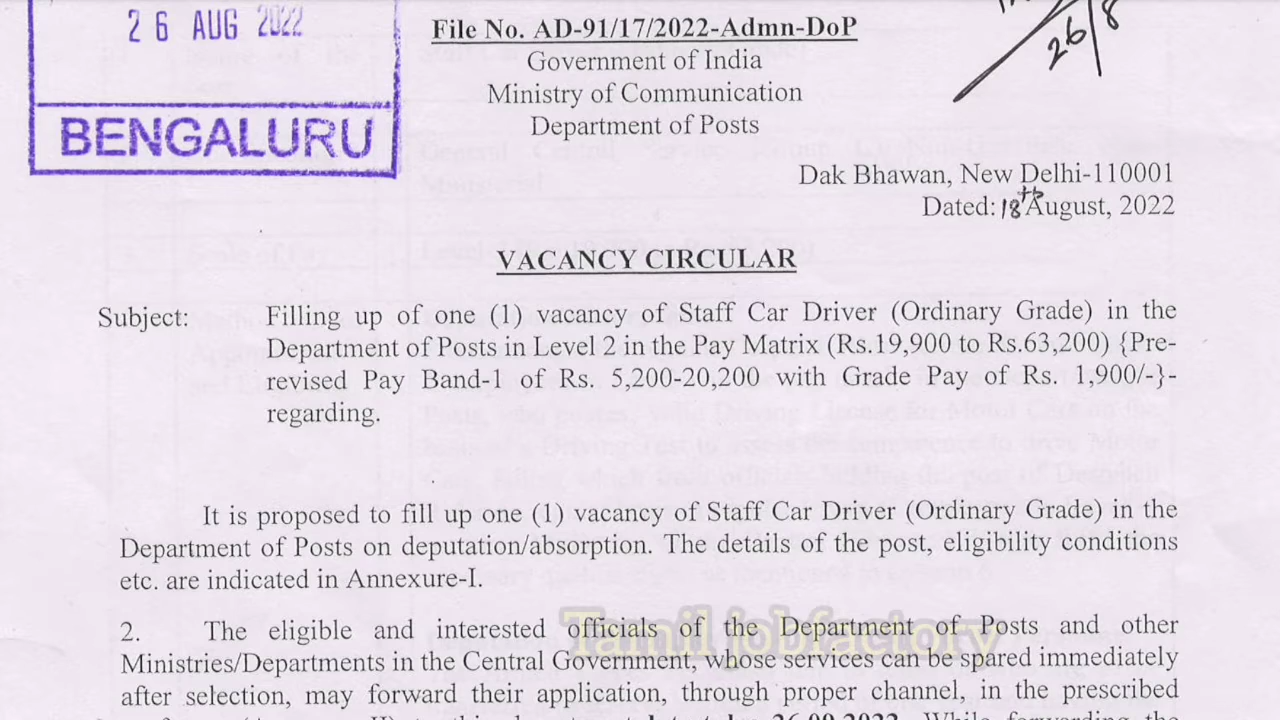 26 AUG 2022
BENGALURU
26/8
File No. AD-91/17/2022-Admn-DoP
Government of India
Ministry of Communication
Department of Posts
Dak Bhawan, New Delhi-110001
Dated: 18th August, 2022
VACANCY CIRCULAR
Subject: Filling up of one (1) vacancy of Staff Car Driver (Ordinary Grade) in the
Department of Posts in Level 2 in the Pay Matrix (Rs.19,900 to Rs.63,200) {Pre-
revised Pay Band-1 of Rs. 5,200-20,200 with Grade Pay of Rs. 1,900/-}-
regarding.
It is proposed to fill up one (1) vacancy of Staff Car Driver (Ordinary Grade) in the
Department of Posts on deputation/absorption. The details of the post, eligibility conditions
etc. are indicated in Annexure-I.
2. The eligible and interested officials of the Department of Posts and other
Ministries/Departments in the Central Government, whose services can be spared immediately
after selection, may forward their application, through proper channel, in the prescribed
Tamil jobfactory